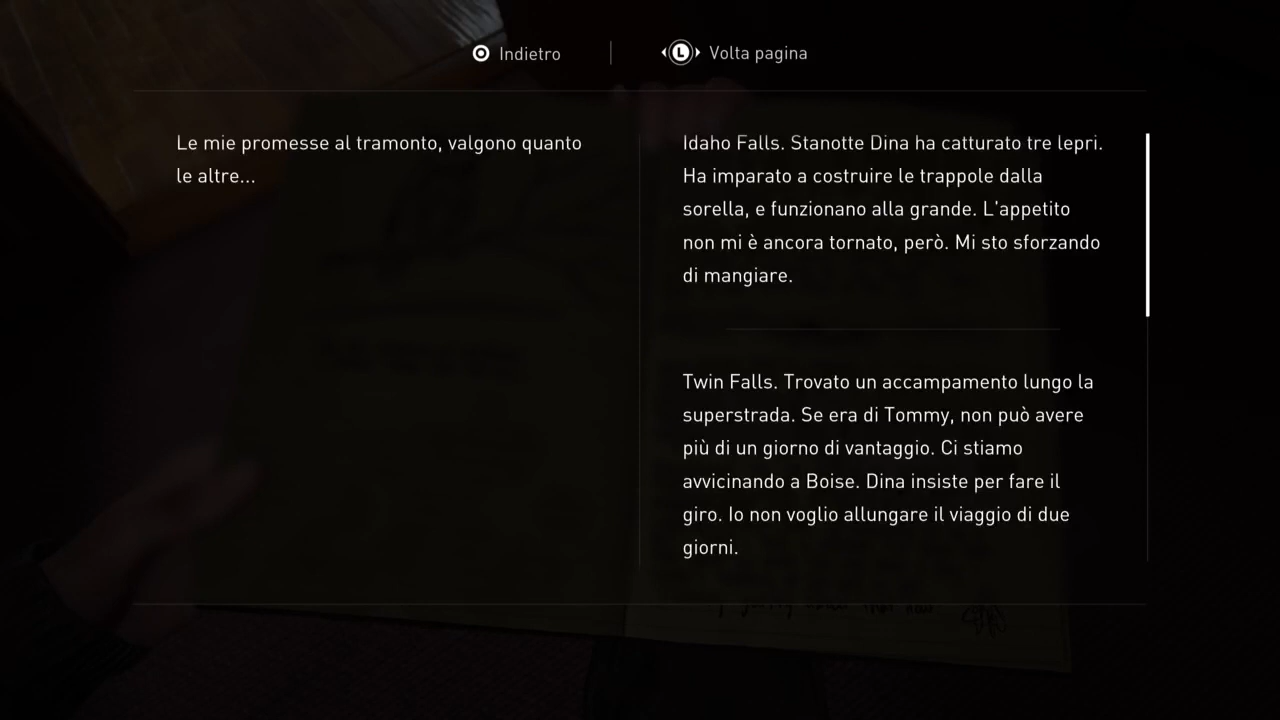 Indietro
Volta pagina
Le mie promesse al tramonto, valgono quanto
le altre...
Idaho Falls. Stanotte Dina ha catturato tre lepri.
Ha imparato a costruire le trappole dalla
sorella, e funzionano alla grande. L'appetito
non mi è ancora tornato, però. Mi sto sforzando
di mangiare.
Twin Falls. Trovato un accampamento lungo la
superstrada. Se era di Tommy, non può avere
più di un giorno di vantaggio. Ci stiamo
avvicinando a Boise. Dina insiste per fare il
giro. Io non voglio allungare il viaggio di due
giorni.